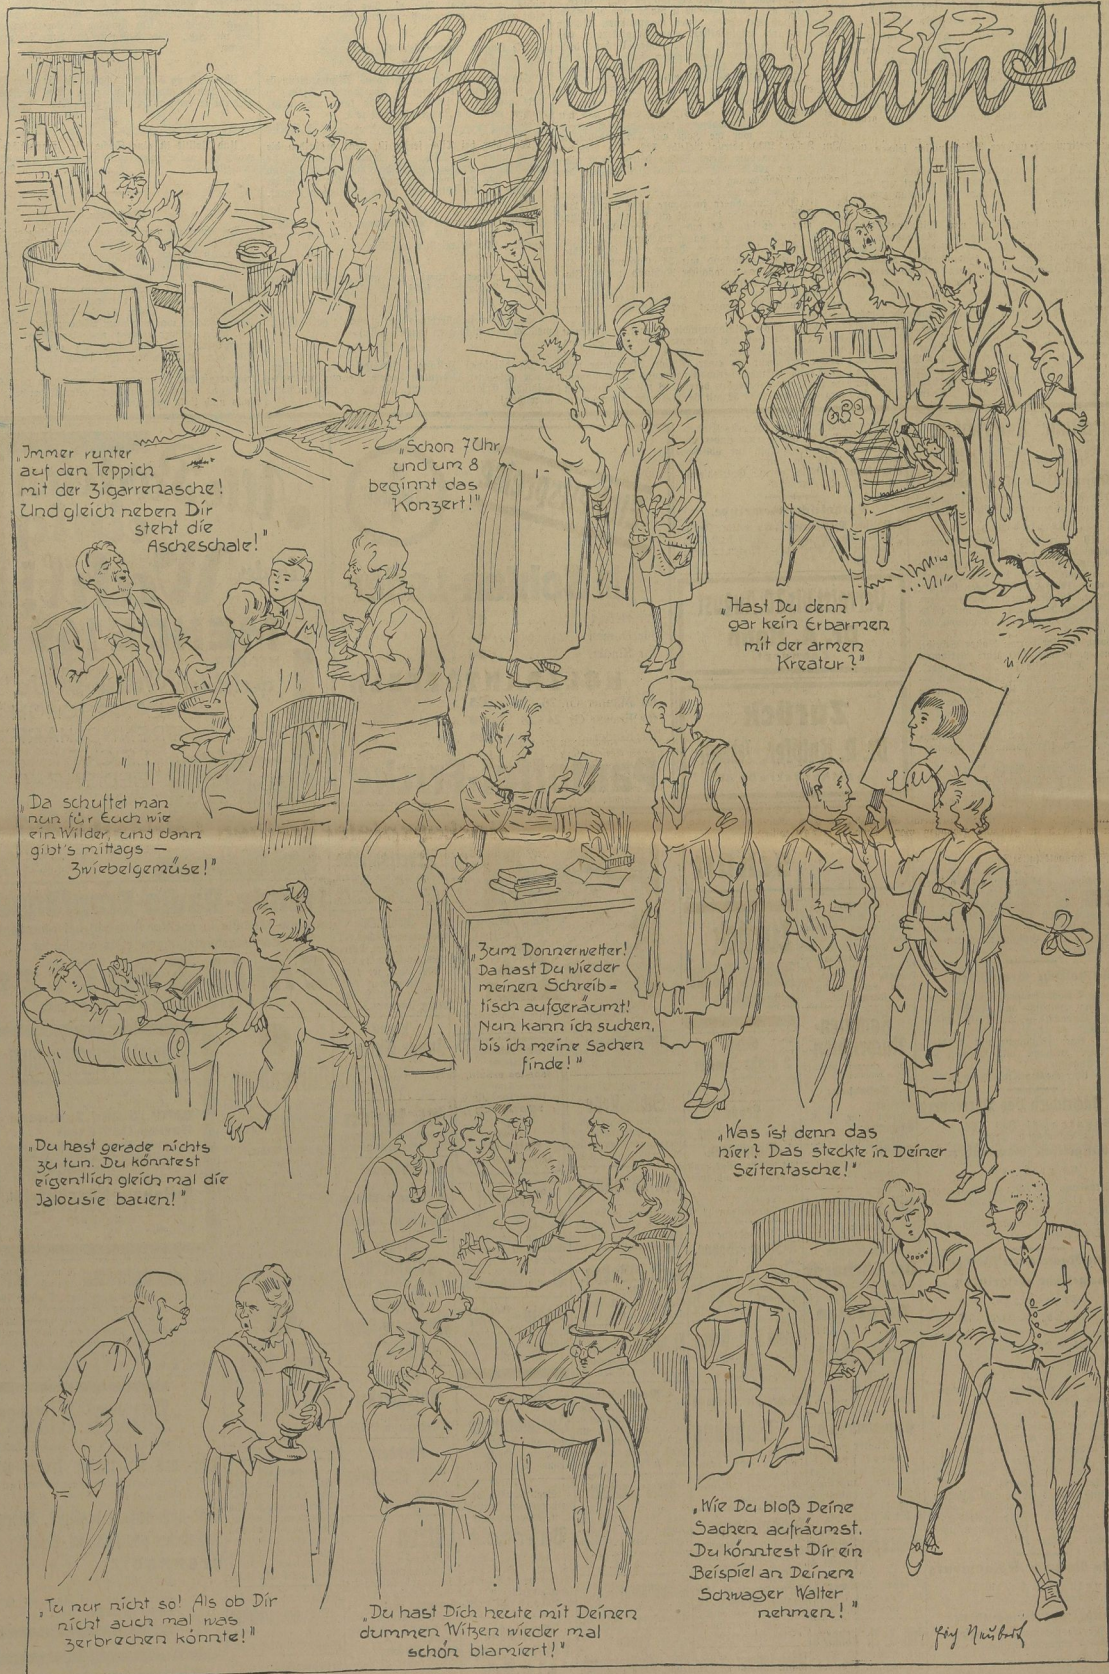 „Immer runter
auf den Teppich
mit der Zigarrenasche!
Und gleich neben Dir
steht die
Ascheschale!"
„Schon 7 Uhr,
und um 8
beginnt das
Konzert!"
„Hast Du denn
gar kein Erbarmen
mit der armen
Kreatur?"
„Da schuftet man
nun für Euch wie
ein Wilder, und dann
gibt's mittags —
Zwiebelgemüse!"
„Zum Donnerwetter!
Da hast Du wieder
meinen Schreib=
tisch aufgeräumt!
Nun kann ich suchen,
bis ich meine Sachen
finde!"
„Was ist denn das
hier? Das steckte in Deiner
Seitentasche!"
„Du hast gerade nichts
zu tun. Du könntest
eigentlich gleich mal die
Jalousie bauen!"
„Tu nur nicht so! Als ob Dir
nicht auch mal was
zerbrechen könnte!"
„Du hast Dich heute mit Deinen
dummen Witzen wieder mal
schön blamiert!"
„Wie Du bloß Deine
Sachen aufräumst.
Du könntest Dir ein
Beispiel an Deinem
Schwager Walter
nehmen!"
Neubert